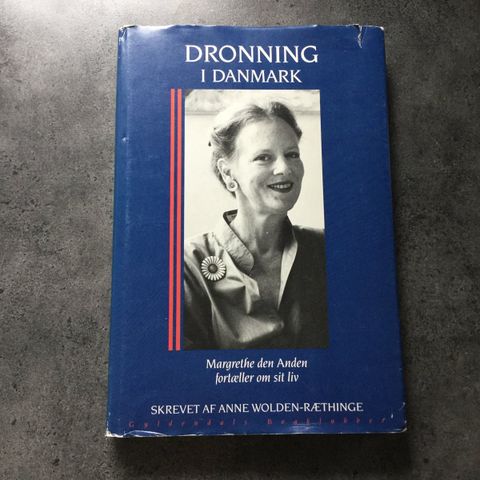 DRONNING
I DANMARK
Margrethe den Anden
fortæller om sit liv
SKREVET AF ANNE WOLDEN-RÆTHINGE
Gyldendals Bogklubber